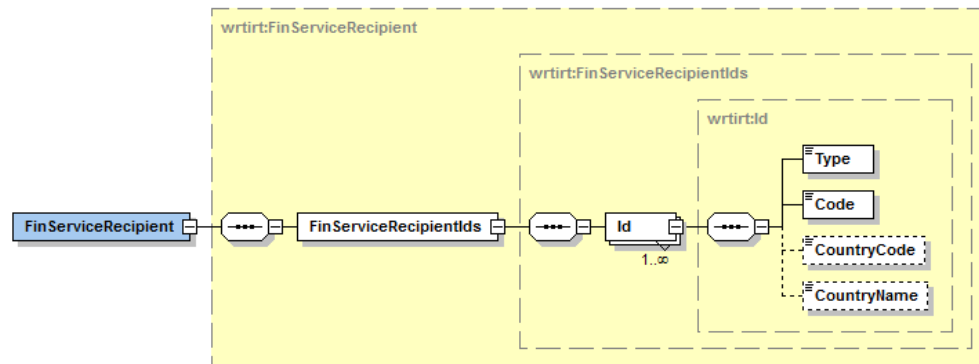 wrtirt:FinServiceRecipient
wrtirt:FinServiceRecipientIds
wrtirt:Id
Type
Code
FinServiceRecipient
FinServiceRecipientIds
Id
1..∞
CountryCode
CountryName